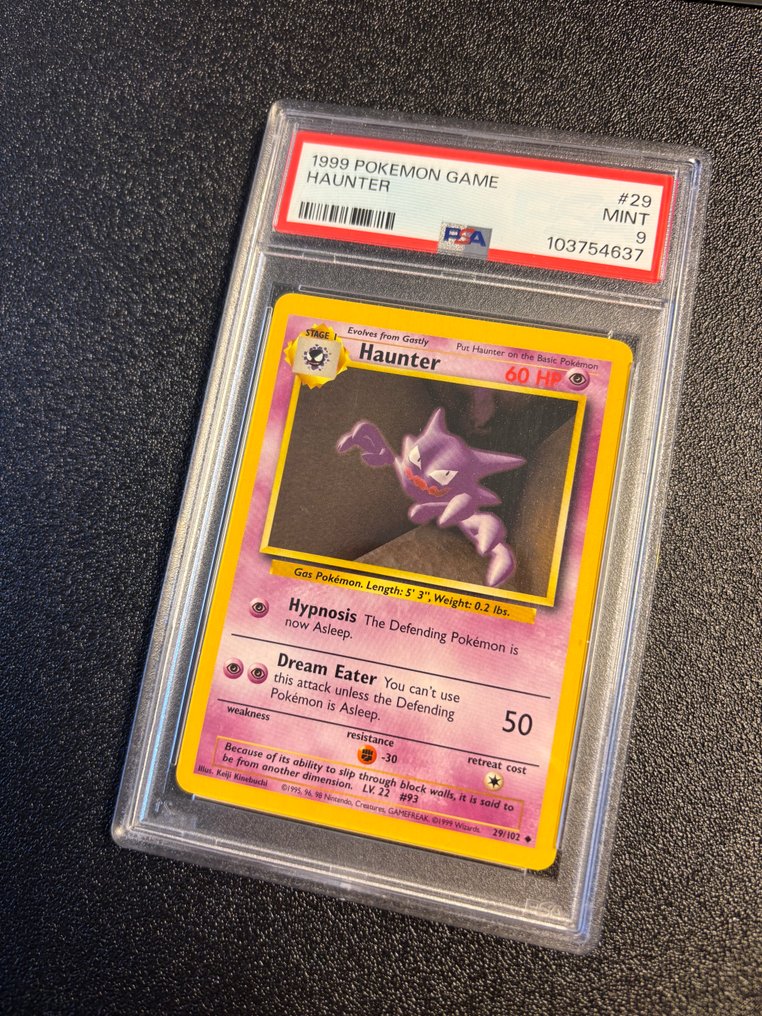 1999 POKEMON GAME #29
HAUNTER MINT
9
PSA 103754637
STAGE 1 Evolves from Gastly Put Haunter on the Basic Pokémon
Haunter 60 HP
Gas Pokémon. Length: 5' 3", Weight: 0.2 lbs.
Hypnosis The Defending Pokémon is
now Asleep.
Dream Eater You can't use
this attack unless the Defending
Pokémon is Asleep.
50
weakness resistance retreat cost
-30
Because of its ability to slip through block walls, it is said to
be from another dimension. LV. 22 #93
Illus. Keiji Kinebuchi ©1995, 96, 98 Nintendo, Creatures, GAMEFREAK. ©1999 Wizards. 29/102
PSA